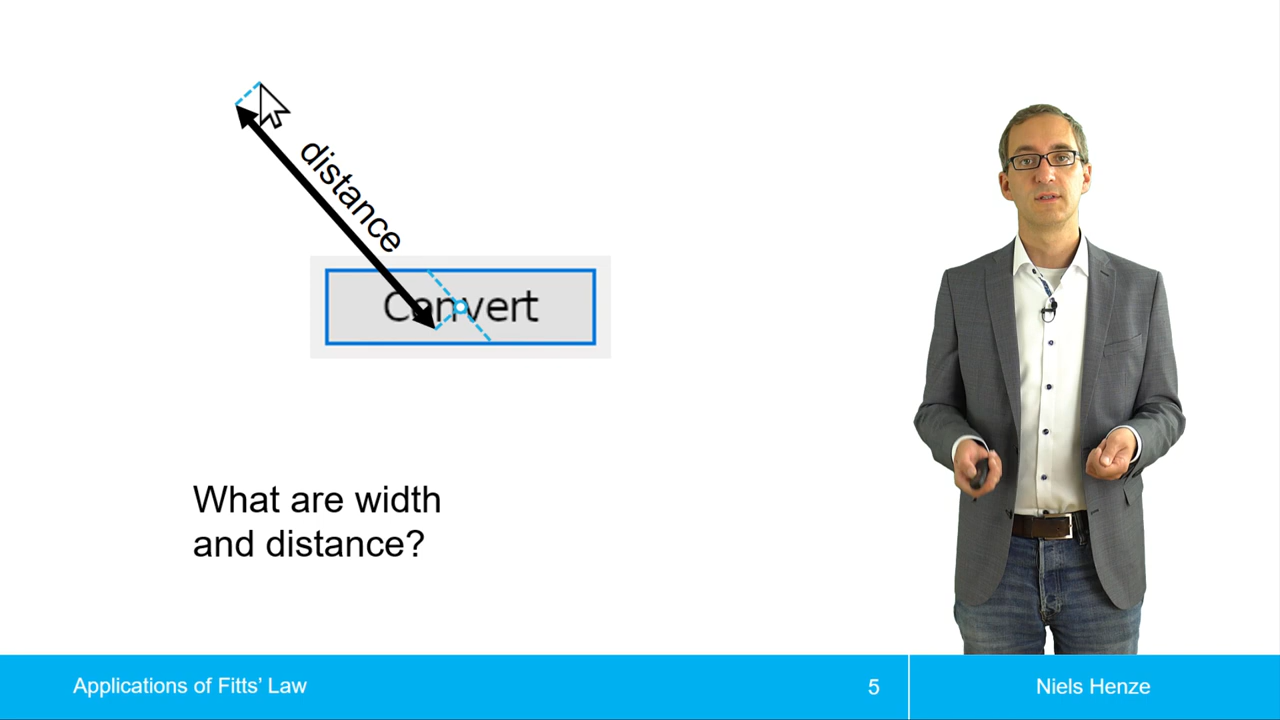 distance
Convert
What are width
and distance?
Applications of Fitts’ Law
5
Niels Henze